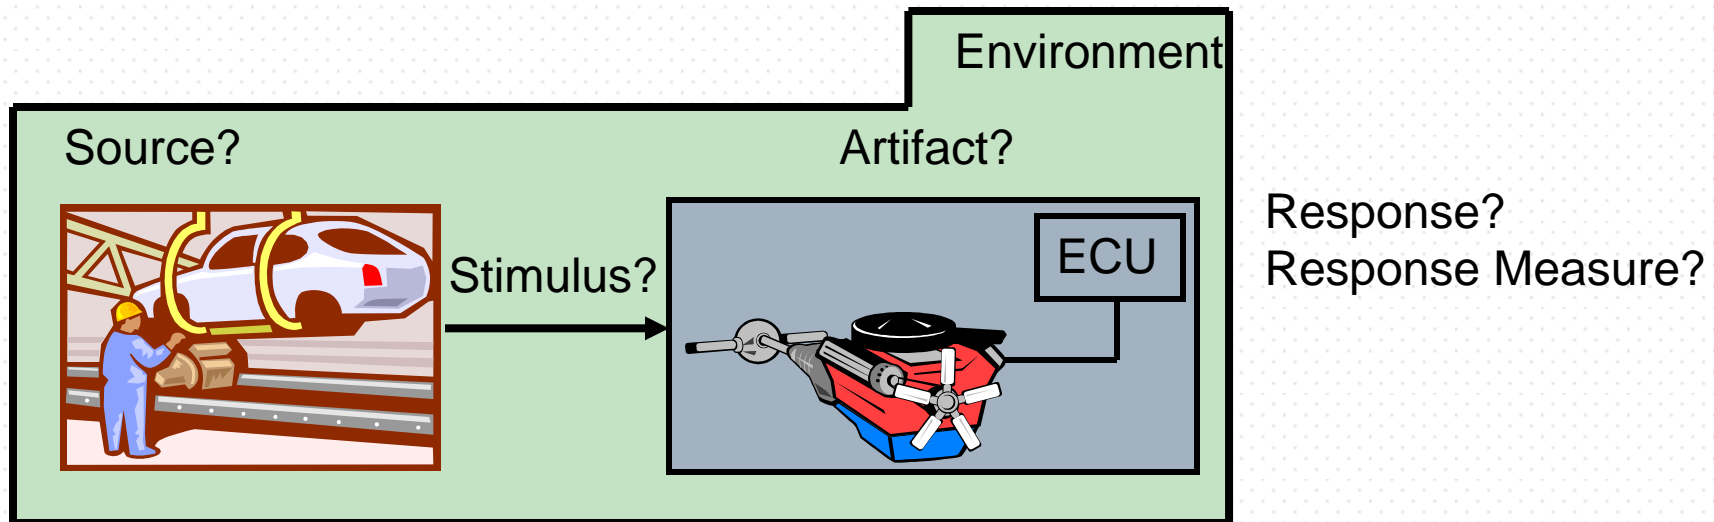 Environment
Source?
Artifact?
Stimulus?
ECU
Response?
Response Measure?